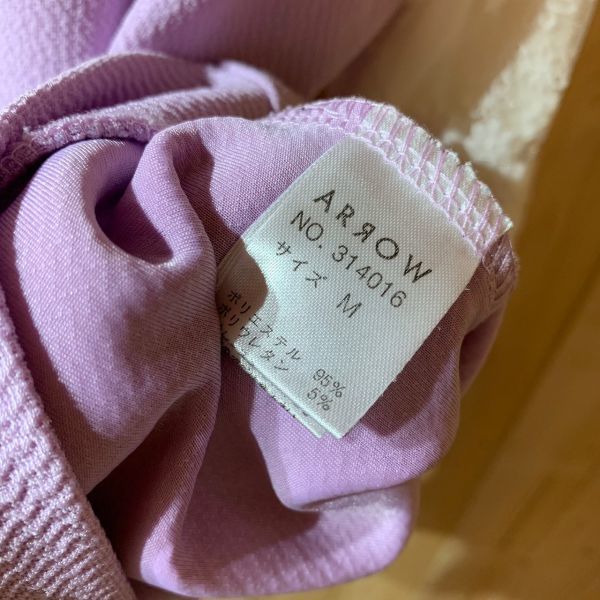 ARЯOW
NO. 314016
サイズ M
ポリエステル 95%
ポリウレタン 5%